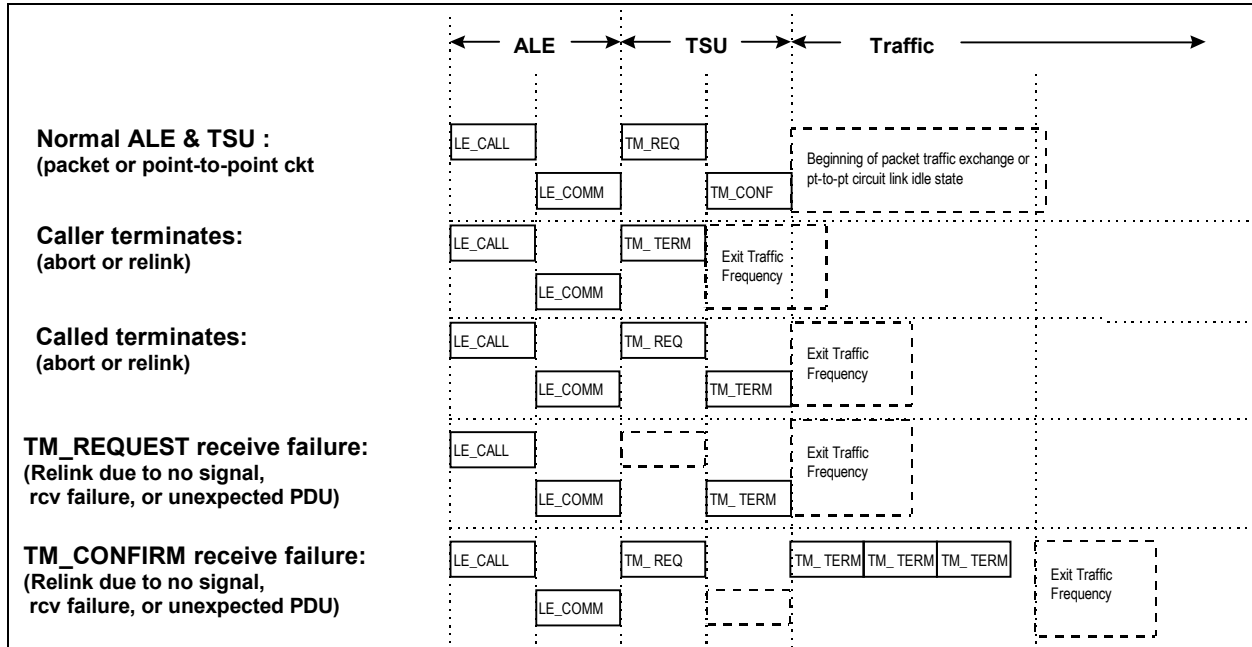 ALE TSU Traffic
Normal ALE & TSU :
(packet or point-to-point ckt
LE_CALL TM_REQ
LE_COMM TM_CONF
Beginning of packet traffic exchange or
pt-to-pt circuit link idle state
Caller terminates:
(abort or relink)
LE_CALL TM_ TERM
LE_COMM
Exit Traffic
Frequency
Called terminates:
(abort or relink)
LE_CALL TM_ REQ
LE_COMM TM_TERM
Exit Traffic
Frequency
TM_REQUEST receive failure:
(Relink due to no signal,
rcv failure, or unexpected PDU)
LE_CALL
LE_COMM TM_ TERM
Exit Traffic
Frequency
TM_CONFIRM receive failure:
(Relink due to no signal,
rcv failure, or unexpected PDU)
LE_CALL TM_ REQ TM_ TERM TM_ TERM TM_ TERM
LE_COMM
Exit Traffic
Frequency